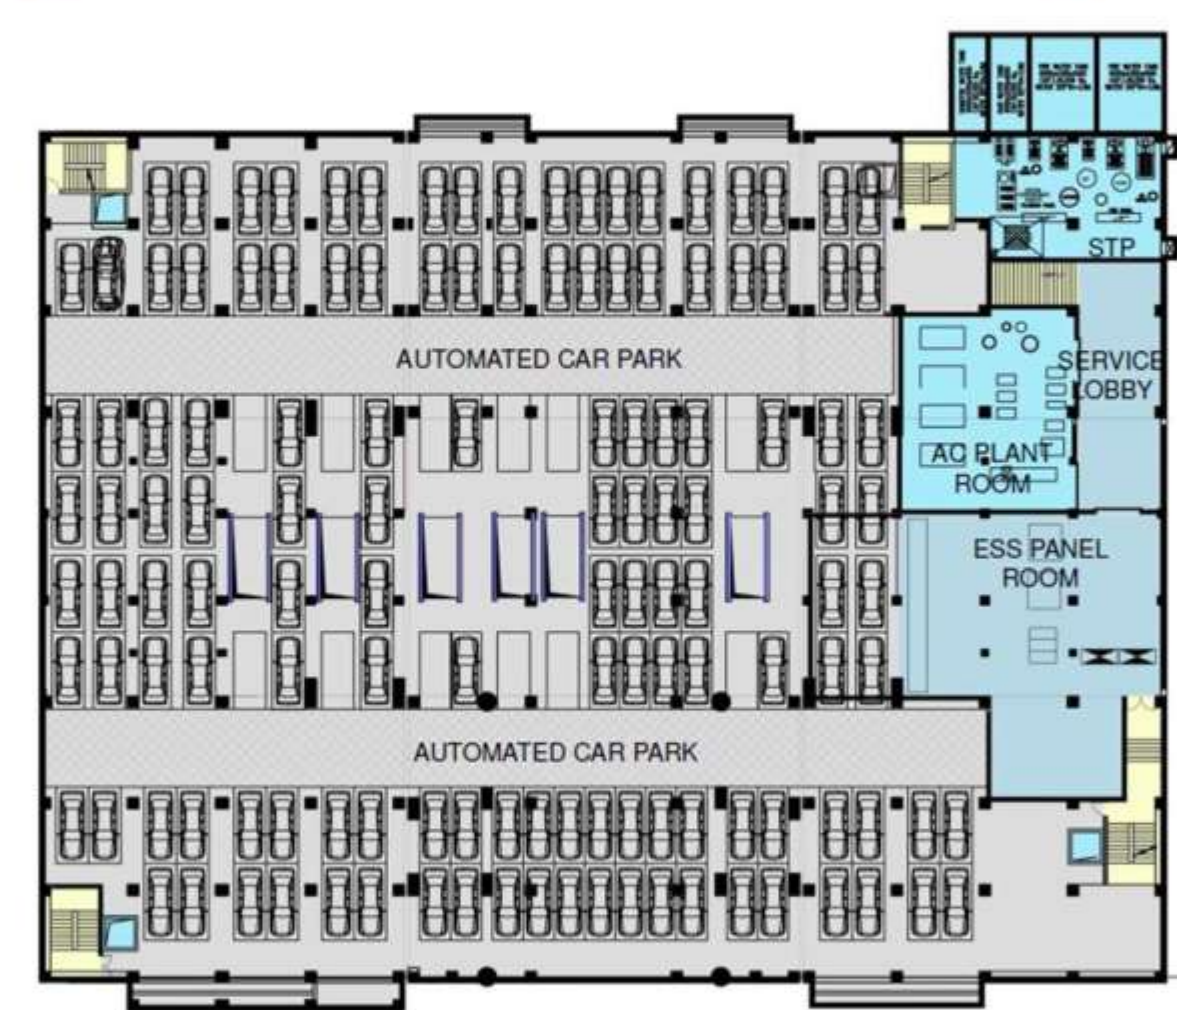 STP
AUTOMATED CAR PARK
SERVICE
LOBBY
AC PLANT
ROOM
ESS PANEL
ROOM
AUTOMATED CAR PARK